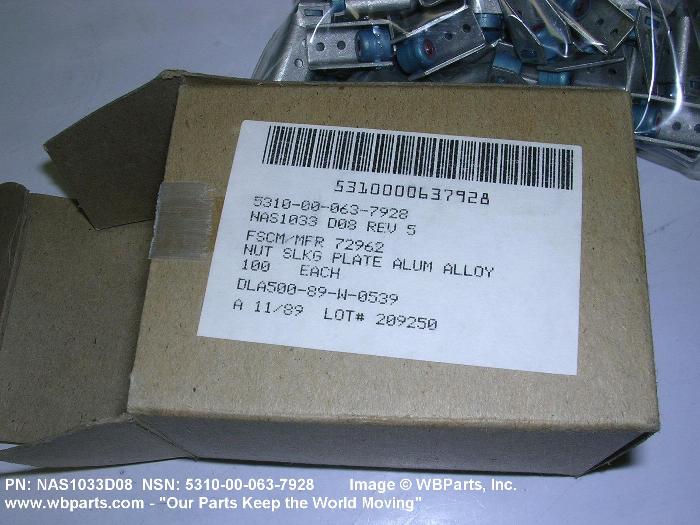 5310000637928
5310-00-063-7928
NAS1033 D08 REV 5
FSCM/MFR 72962
NUT SLKG PLATE ALUM ALLOY
100 EACH
DLA500-89-W-0539
A 11/89 LOT# 209250
PN: NAS1033D08 NSN: 5310-00-063-7928 Image © WBParts, Inc.
www.wbparts.com - "Our Parts Keep the World Moving"